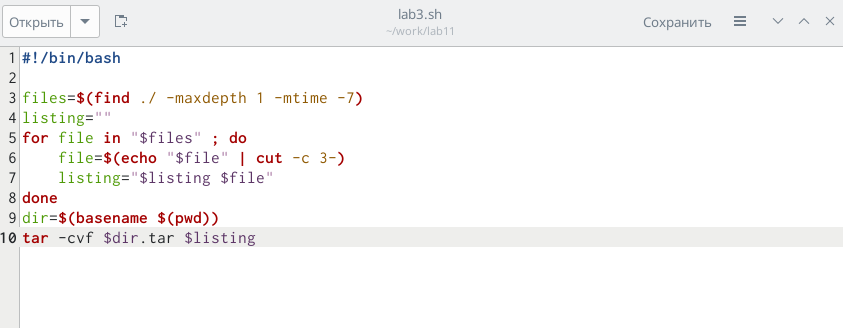 Открыть
lab3.sh
~/work/lab11
Сохранить
1 #!/bin/bash
2
3 files=$(find ./ -maxdepth 1 -mtime -7)
4 listing=""
5 for file in "$files" ; do
6     file=$(echo "$file" | cut -c 3-)
7     listing="$listing $file"
8 done
9 dir=$(basename $(pwd))
10 tar -cvf $dir.tar $listing